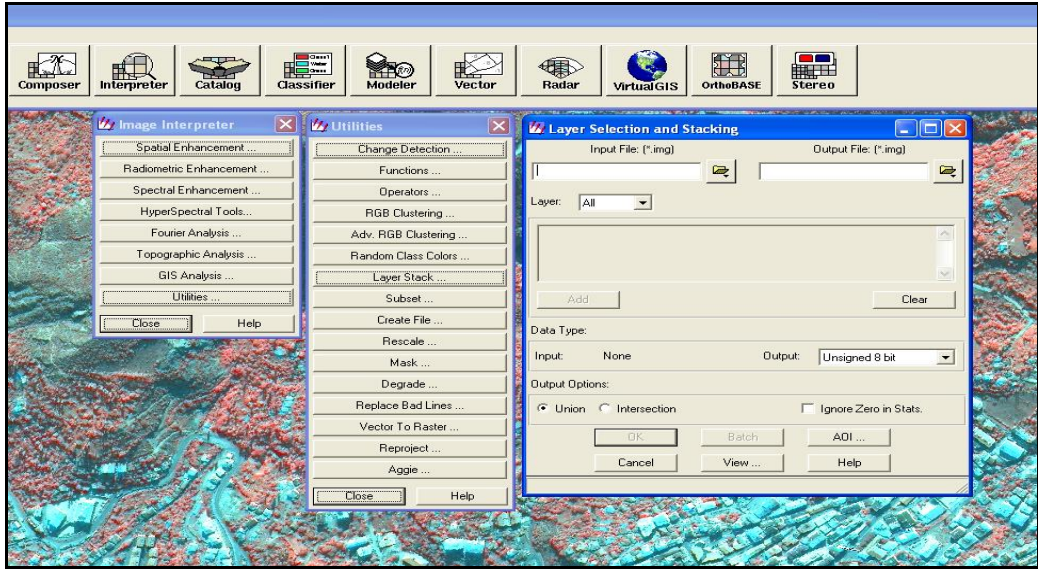 Composer Interpreter Catalog Classifier Modeler Vector Radar VirtualGIS OrthoBASE Stereo
Image Interpreter
Spatial Enhancement ...
Radiometric Enhancement ...
Spectral Enhancement ...
HyperSpectral Tools...
Fourier Analysis ...
Topographic Analysis ...
GIS Analysis ...
Utilities ...
Close Help
Utilities
Change Detection ...
Functions ...
Operators ...
RGB Clustering ...
Adv. RGB Clustering ...
Random Class Colors ...
Layer Stack ...
Subset ...
Create File ...
Rescale ...
Mask ...
Degrade ...
Replace Bad Lines ...
Vector To Raster ...
Reproject ...
Aggie ...
Close Help
Layer Selection and Stacking
Input File: (*.img) Output File: (*.img)
Layer: All
Add Clear
Data Type:
Input: None Output: Unsigned 8 bit
Output Options:
Union Intersection Ignore Zero in Stats.
OK Batch AOI ...
Cancel View ... Help